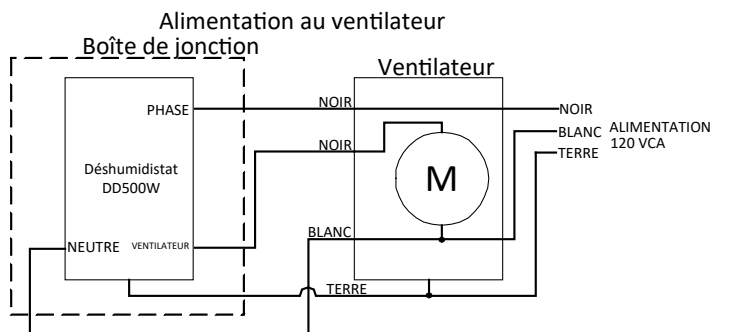 Alimentation au ventilateur
Boîte de jonction
Ventilateur
PHASE
NOIR
NOIR
BLANC
ALIMENTATION
120 VCA
NOIR
TERRE
Déshumidistat
DD500W
M
NEUTRE
VENTILATEUR
BLANC
TERRE